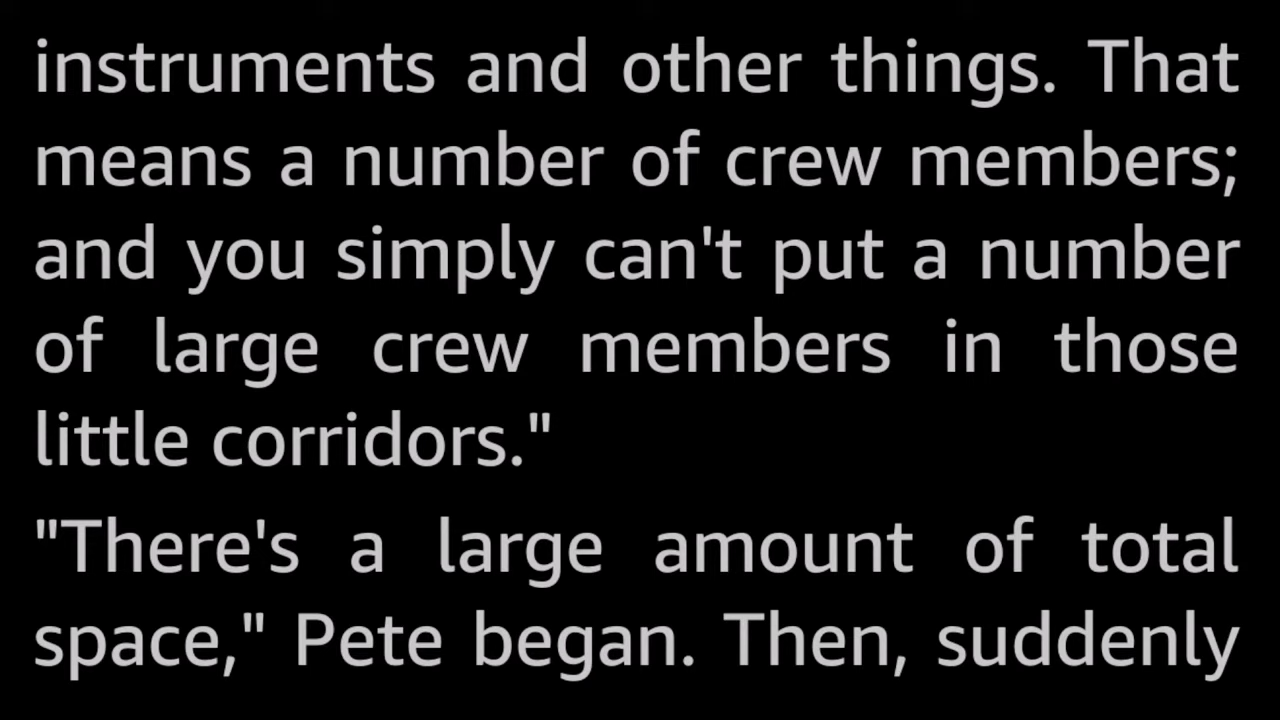 instruments and other things. That
means a number of crew members;
and you simply can't put a number
of large crew members in those
little corridors."
"There's a large amount of total
space," Pete began. Then, suddenly